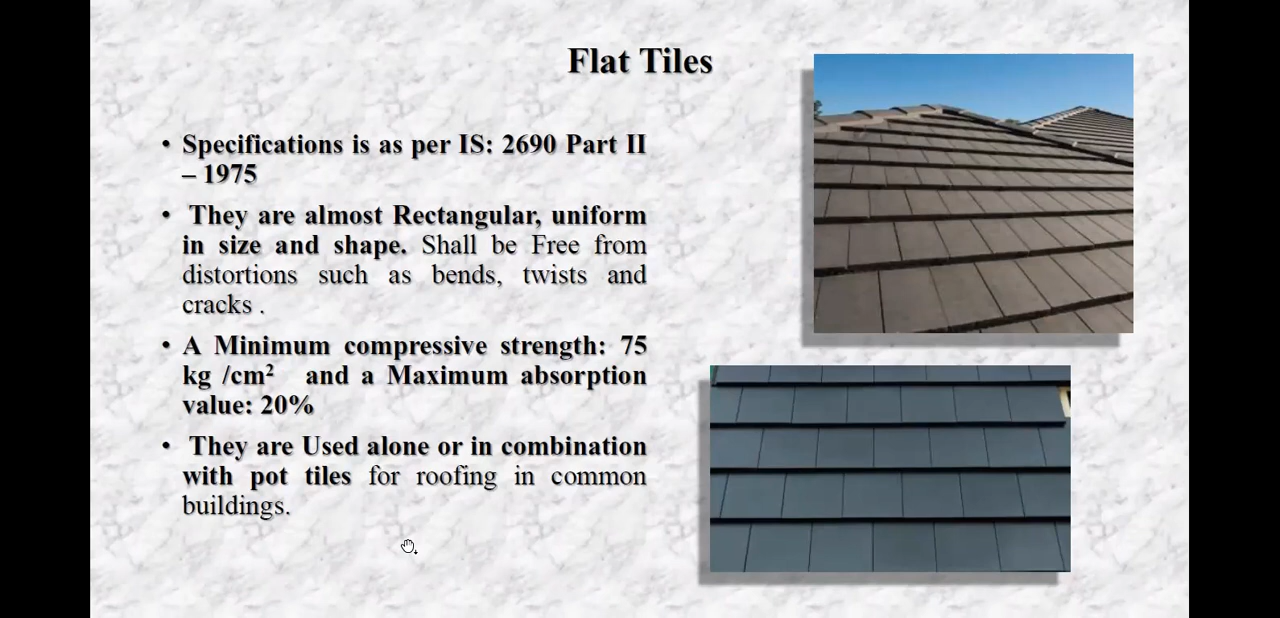 Flat Tiles
• Specifications is as per IS: 2690 Part II
– 1975
• They are almost Rectangular, uniform
in size and shape. Shall be Free from
distortions such as bends, twists and
cracks .
• A Minimum compressive strength: 75
kg /cm² and a Maximum absorption
value: 20%
• They are Used alone or in combination
with pot tiles for roofing in common
buildings.